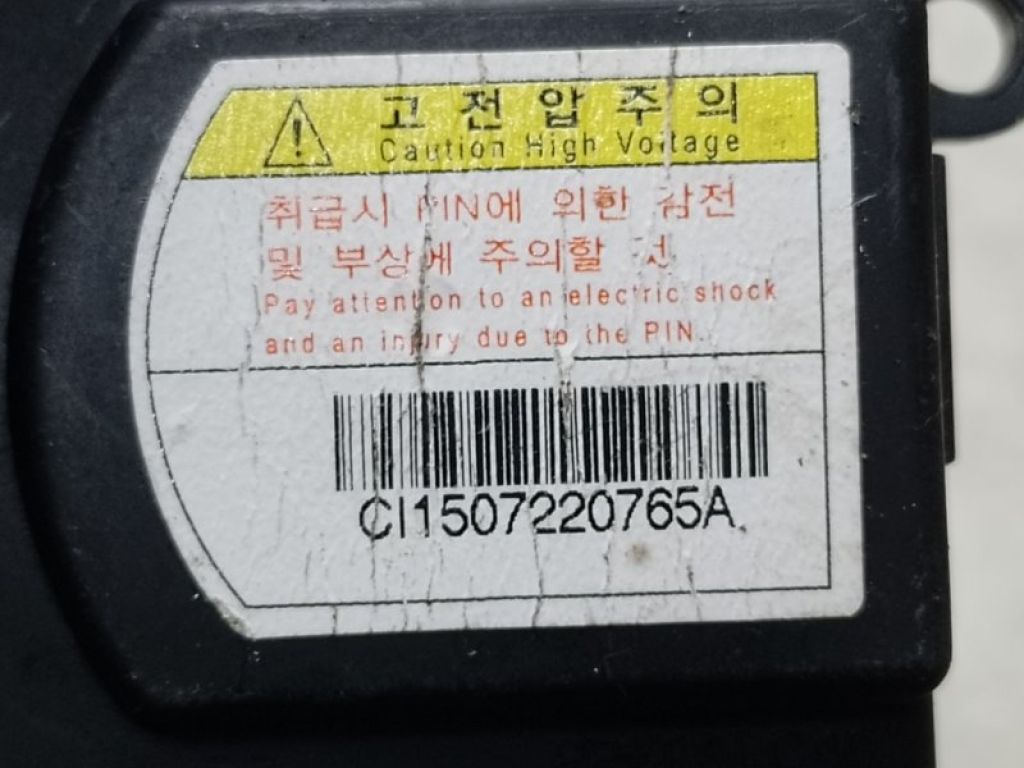 고전압주의
Caution High Voltage
취급시 PIN에 의한 감전
및 부상에 주의할 것
Pay attention to an electric shock
and an injury due to the PIN.
CI1507220765A